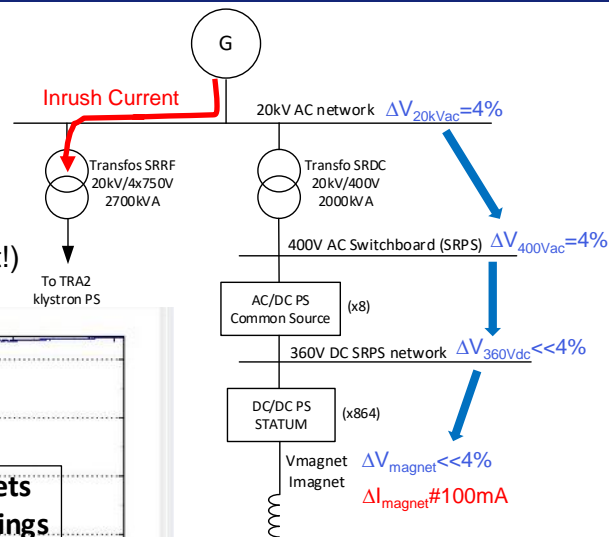 G
Inrush Current
20kV AC network
ΔV20kVac=4%
Transfos SRRF
20kV/4x750V
2700kVA
Transfo SRDC
20kV/400V
2000kVA
!)
400V AC Switchboard (SRPS)
ΔV400Vac=4%
To TRA2
klystron PS
AC/DC PS
Common Source
(x8)
360V DC SRPS network
ΔV360Vdc<<4%
DC/DC PS
STATUM
(x864)
Vmagnet
Imagnet
ΔVmagnet<<4%
ΔImagnet#100mA
ets
ings